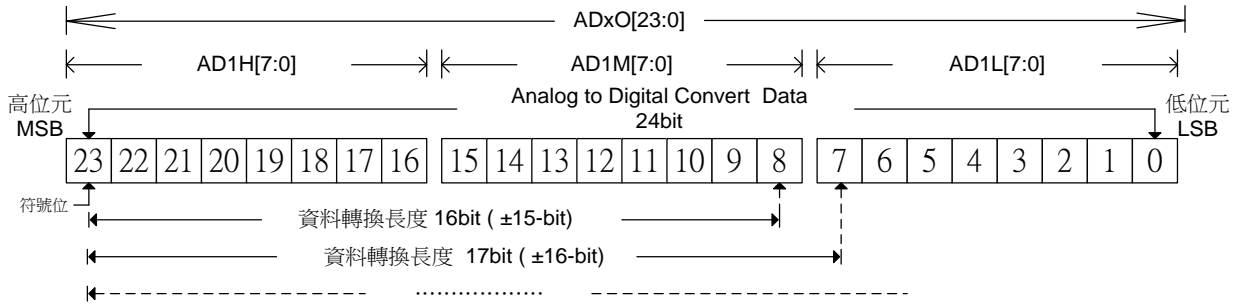 ADxO[23:0]
AD1H[7:0] AD1M[7:0] AD1L[7:0]
高位元 MSB
Analog to Digital Convert Data
24bit
低位元 LSB
23 22 21 20 19 18 17 16 15 14 13 12 11 10 9 8 7 6 5 4 3 2 1 0
符號位
資料轉換長度 16bit ( ±15-bit)
資料轉換長度 17bit ( ±16-bit)
………………